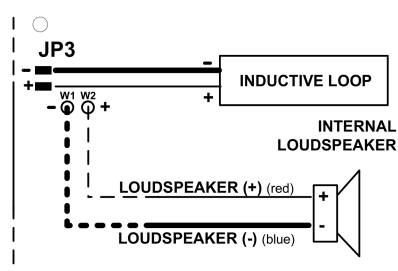 JP3
- -
+ +
INDUCTIVE LOOP
W1 W2
- +
INTERNAL
LOUDSPEAKER
LOUDSPEAKER (+) (red)
+
-
LOUDSPEAKER (-) (blue)